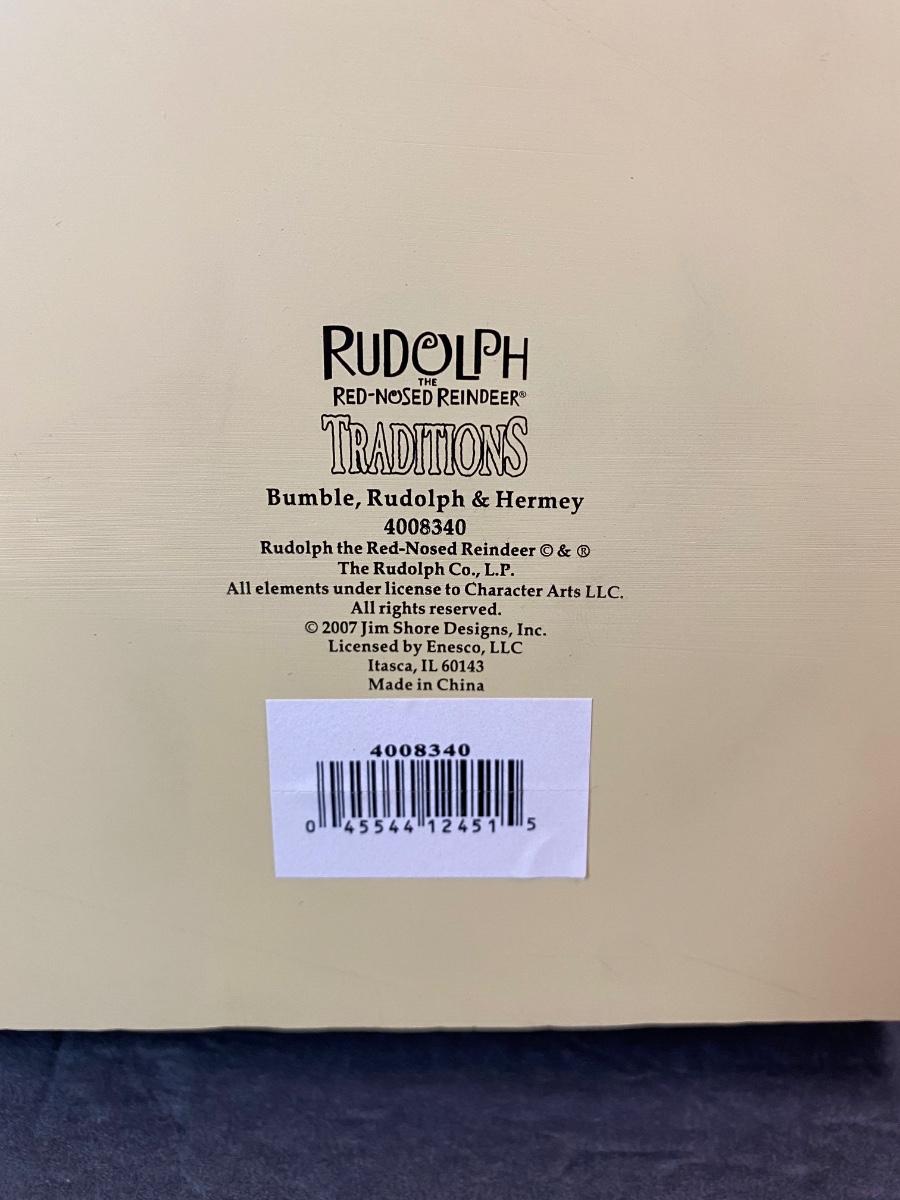 RUDOLPH
THE
RED-NOSED REINDEER®
TRADITIONS
Bumble, Rudolph & Hermey
4008340
Rudolph the Red-Nosed Reindeer © & ®
The Rudolph Co., L.P.
All elements under license to Character Arts LLC.
All rights reserved.
© 2007 Jim Shore Designs, Inc.
Licensed by Enesco, LLC
Itasca, IL 60143
Made in China
4008340
0 45544 12451 5